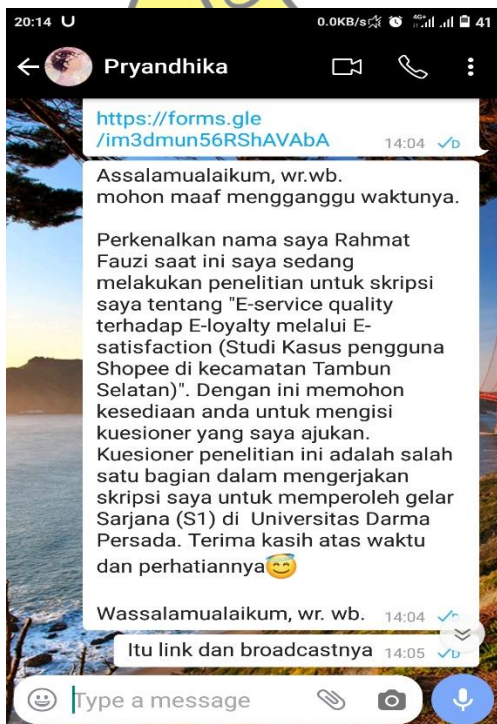 20:14 U 0.0KB/s 4G+ 41
Pryandhika
https://forms.gle
/im3dmun56RShAVAbA 14:04
Assalamualaikum, wr.wb.
mohon maaf mengganggu waktunya.
Perkenalkan nama saya Rahmat
Fauzi saat ini saya sedang
melakukan penelitian untuk skripsi
saya tentang "E-service quality
terhadap E-loyalty melalui E-
satisfaction (Studi Kasus pengguna
Shopee di kecamatan Tambun
Selatan)". Dengan ini memohon
kesediaan anda untuk mengisi
kuesioner yang saya ajukan.
Kuesioner penelitian ini adalah salah
satu bagian dalam mengerjakan
skripsi saya untuk memperoleh gelar
Sarjana (S1) di Universitas Darma
Persada. Terima kasih atas waktu
dan perhatiannya😇
Wassalamualaikum, wr. wb. 14:04
Itu link dan broadcastnya 14:05
Type a message